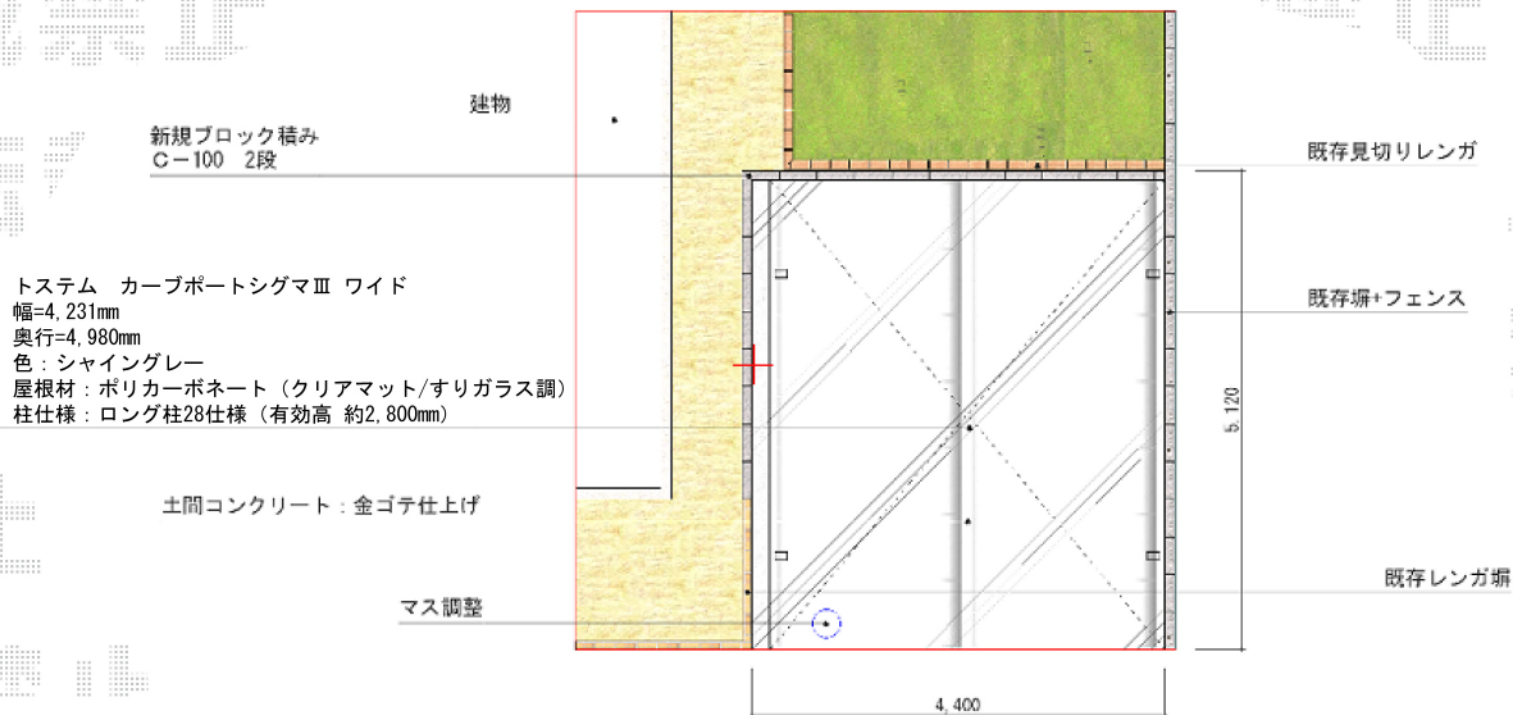 建物
新規ブロック積み
C－100 2段
既存見切りレンガ
トステム カーブポートシグマⅢ ワイド
幅=4,231mm
奥行=4,980mm
色：シャイングレー
屋根材：ポリカーボネート（クリアマット/すりガラス調）
柱仕様：ロング柱28仕様（有効高 約2,800mm）
既存塀+フェンス
5.120
土間コンクリート：金ゴテ仕上げ
既存レンガ塀
マス調整
4,400